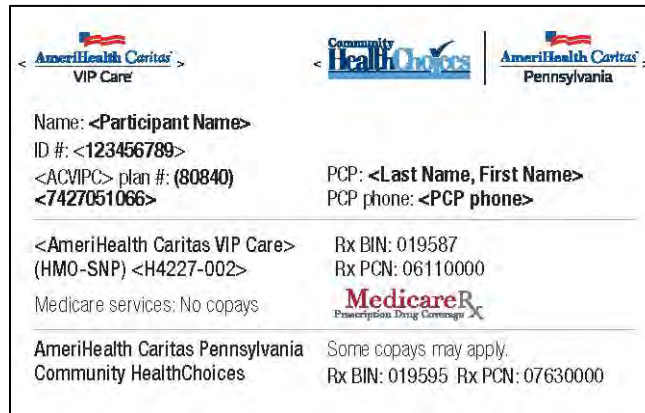 < AmeriHealth Caritas >
VIP Care
< Community
HealthChoices
AmeriHealth Caritas >
Pennsylvania
Name: <Participant Name>
ID #: <123456789>
<ACVIPC> plan #: (80840)
<7427051066>
PCP: <Last Name, First Name>
PCP phone: <PCP phone>
<AmeriHealth Caritas VIP Care>
(HMO-SNP) <H4227-002>
Medicare services: No copays
Rx BIN: 019587
Rx PCN: 06110000
MedicareRx
Prescription Drug Coverage
AmeriHealth Caritas Pennsylvania
Community HealthChoices
Some copays may apply.
Rx BIN: 019595 Rx PCN: 07630000